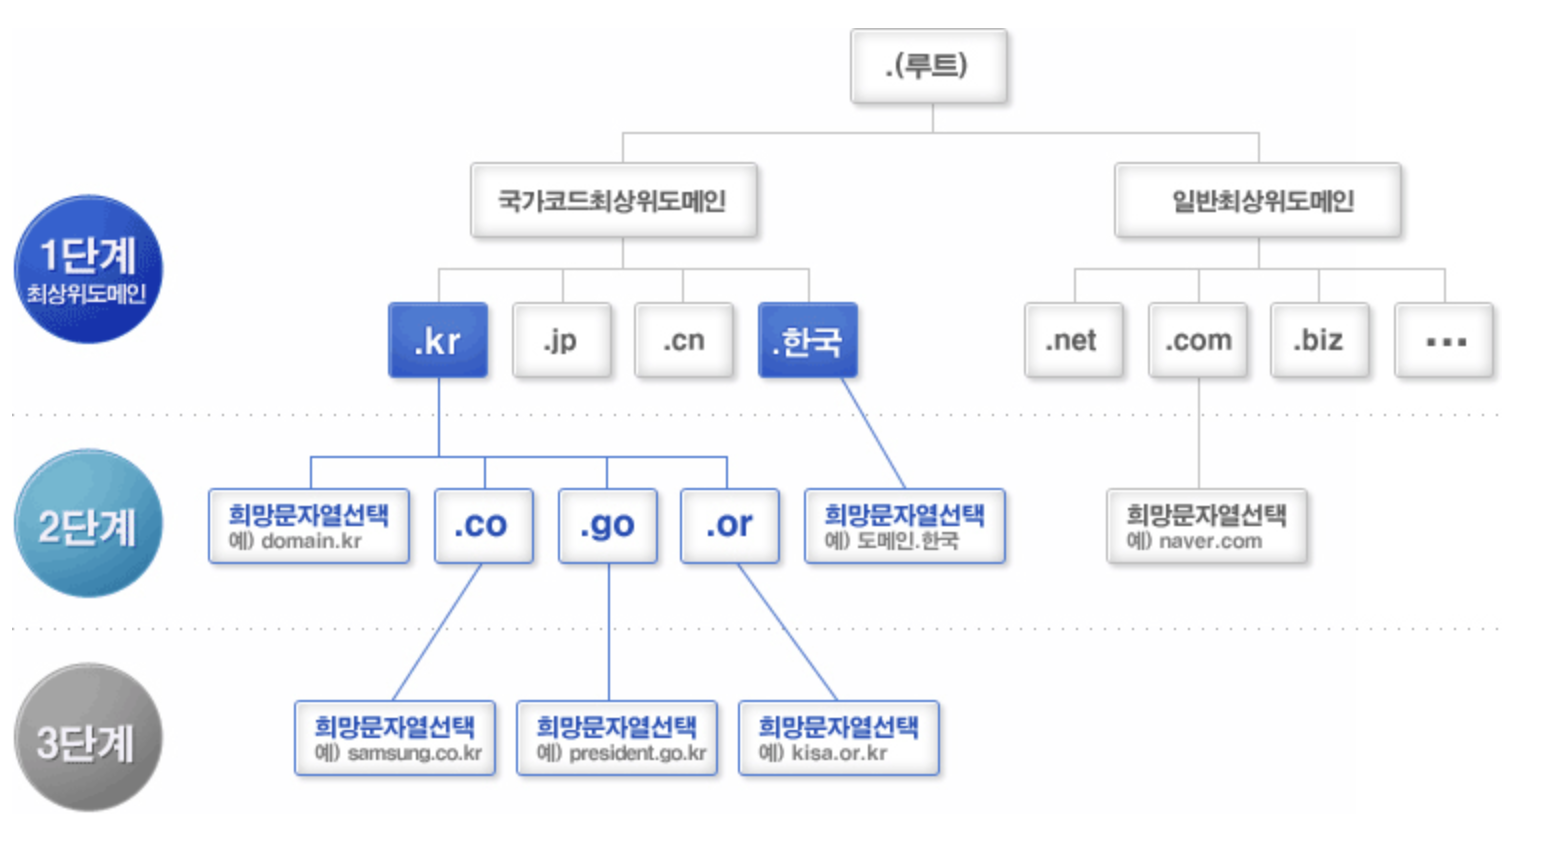 .(루트)
국가코드최상위도메인
일반최상위도메인
1단계
최상위도메인
.kr
.jp
.cn
.한국
.net
.com
.biz
...
2단계
희망문자열선택
예) domain.kr
.co
.go
.or
희망문자열선택
예) 도메인.한국
희망문자열선택
예) naver.com
3단계
희망문자열선택
예) samsung.co.kr
희망문자열선택
예) president.go.kr
희망문자열선택
예) kisa.or.kr